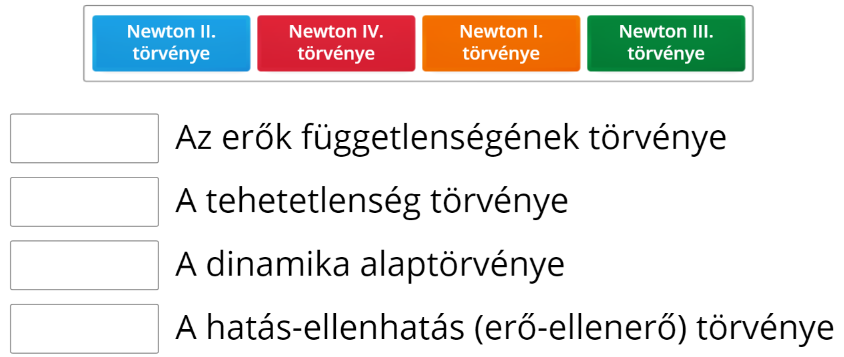 Newton II.
törvénye
Newton IV.
törvénye
Newton I.
törvénye
Newton III.
törvénye
Az erők függetlenségének törvénye
A tehetetlenség törvénye
A dinamika alaptörvénye
A hatás-ellenhatás (erő-ellenerő) törvénye